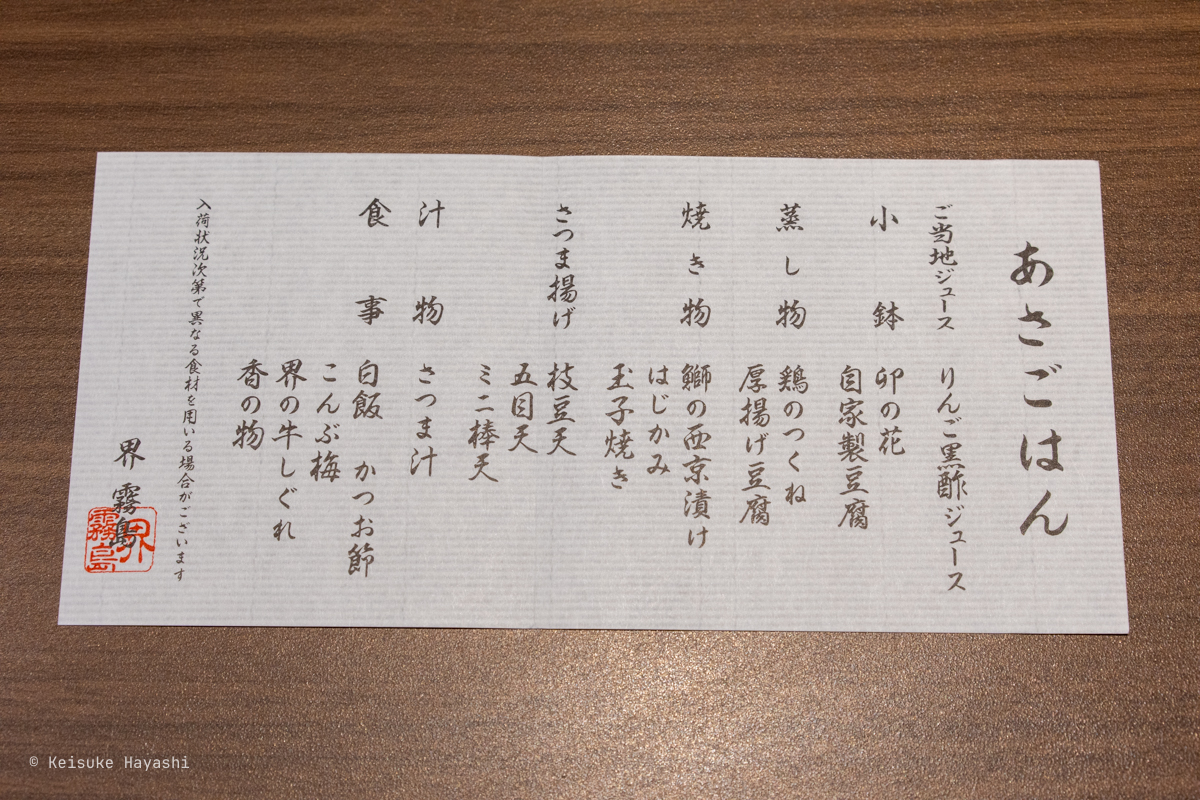 あさごはん
ご当地ジュース りんご黒酢ジュース
小鉢 卯の花
自家製豆腐
蒸し物 鶏のつくね
厚揚げ豆腐
焼き物 鰤の西京漬け
はじかみ
玉子焼き
さつま揚げ 枝豆天
五目天
ミニ棒天
汁物 さつま汁
食事 白飯 かつお節
こんぶ梅
界の牛しぐれ
香の物
入荷状況次第で異なる食材を用いる場合がございます
界 霧島
界霧島
© Keisuke Hayashi